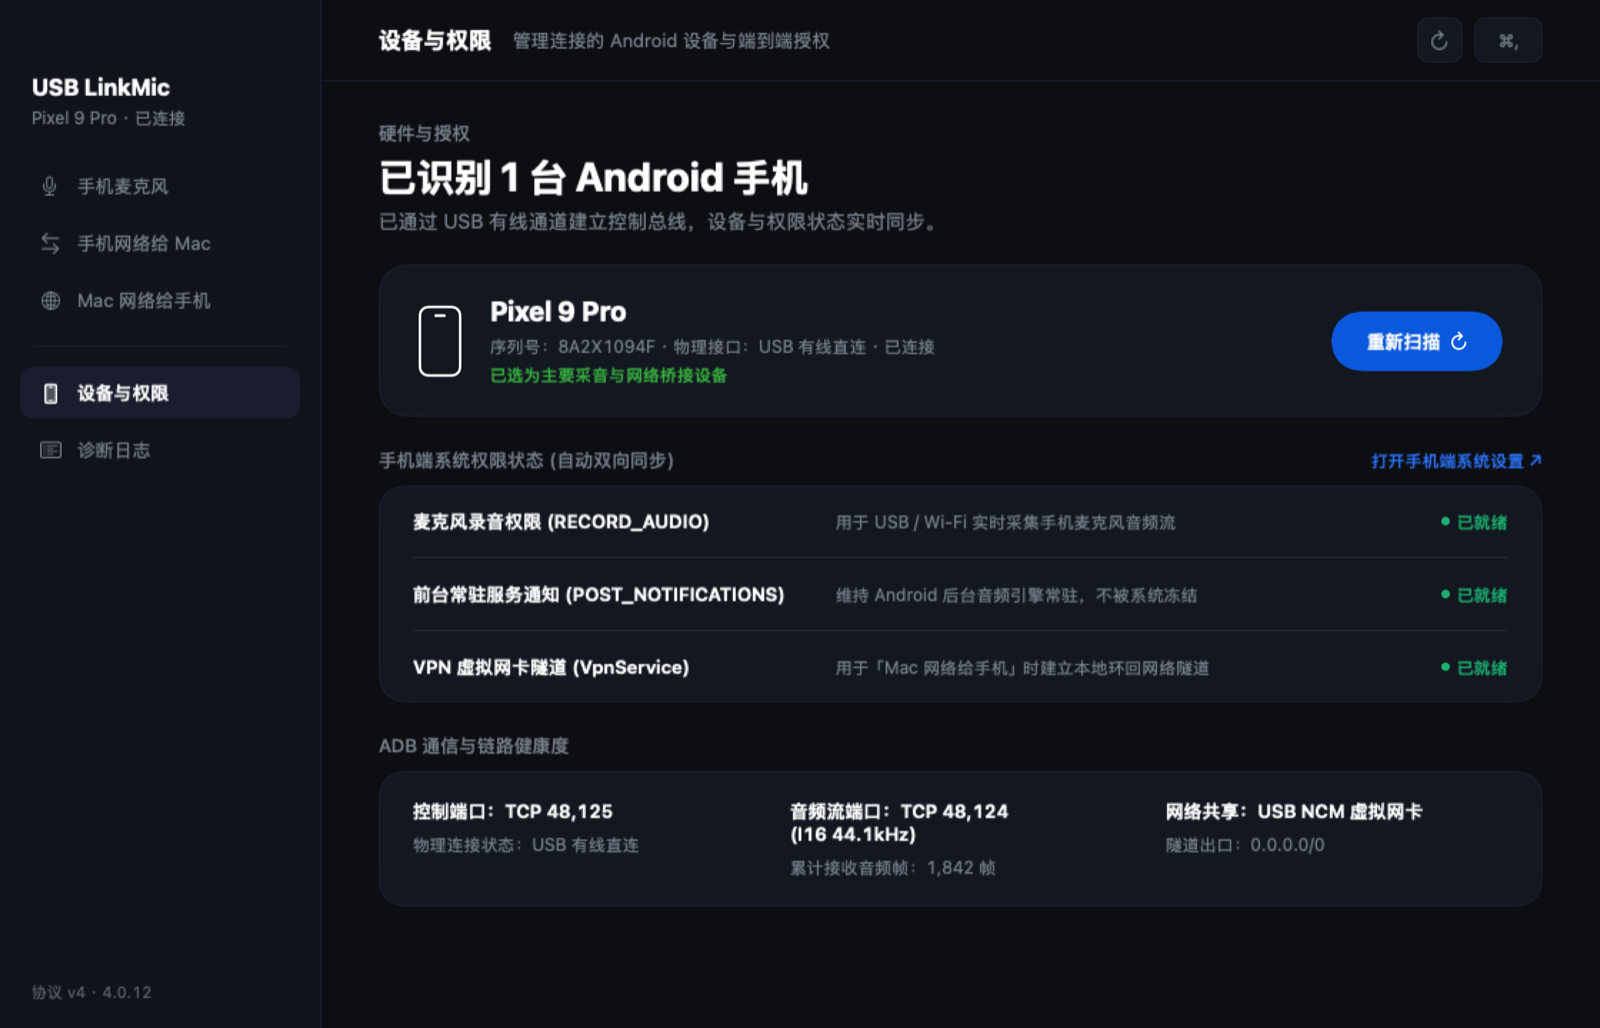 设备与权限 管理连接的 Android 设备与端到端授权
⌘,
USB LinkMic
Pixel 9 Pro · 已连接
手机麦克风
手机网络给 Mac
Mac 网络给手机
设备与权限
诊断日志
协议 v4 · 4.0.12
硬件与授权
已识别 1 台 Android 手机
已通过 USB 有线通道建立控制总线，设备与权限状态实时同步。
Pixel 9 Pro
序列号：8A2X1094F · 物理接口：USB 有线直连 · 已连接
已选为主要采音与网络桥接设备
重新扫描
手机端系统权限状态 (自动双向同步)
打开手机端系统设置 ↗
麦克风录音权限 (RECORD_AUDIO) 用于 USB / Wi-Fi 实时采集手机麦克风音频流 已就绪
前台常驻服务通知 (POST_NOTIFICATIONS) 维持 Android 后台音频引擎常驻，不被系统冻结 已就绪
VPN 虚拟网卡隧道 (VpnService) 用于「Mac 网络给手机」时建立本地环回网络隧道 已就绪
ADB 通信与链路健康度
控制端口：TCP 48,125
物理连接状态：USB 有线直连
音频流端口：TCP 48,124
(I16 44.1kHz)
累计接收音频帧：1,842 帧
网络共享：USB NCM 虚拟网卡
隧道出口：0.0.0.0/0